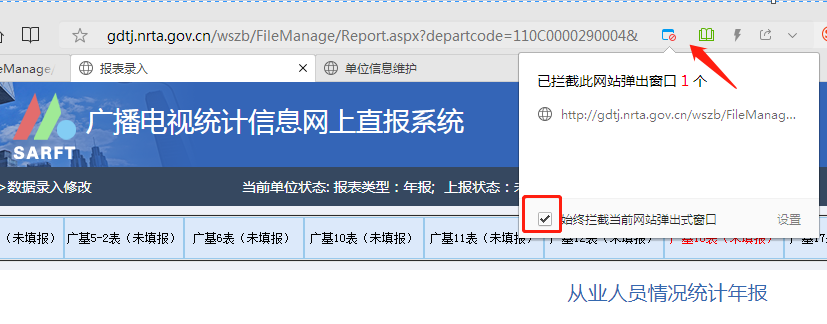 gdtj.nrta.gov.cn/wszb/FileManage/Report.aspx?departcode=110C0000290004&
eManage/
报表录入
单位信息维护
已拦截此网站弹出窗口 1 个
http://gdtj.nrta.gov.cn/wszb/FileManag...
SARFT
广播电视统计信息网上直报系统
>数据录入修改
当前单位状态: 报表类型：年报; 上报状态：
始终拦截当前网站弹出式窗口
设置
（未填报）
广基5-2表（未填报）
广基6表（未填报）
广基10表（未填报）
广基11表（未填报）
广基12表（未填报）
广基16表（未填报）
广基17
从业人员情况统计年报